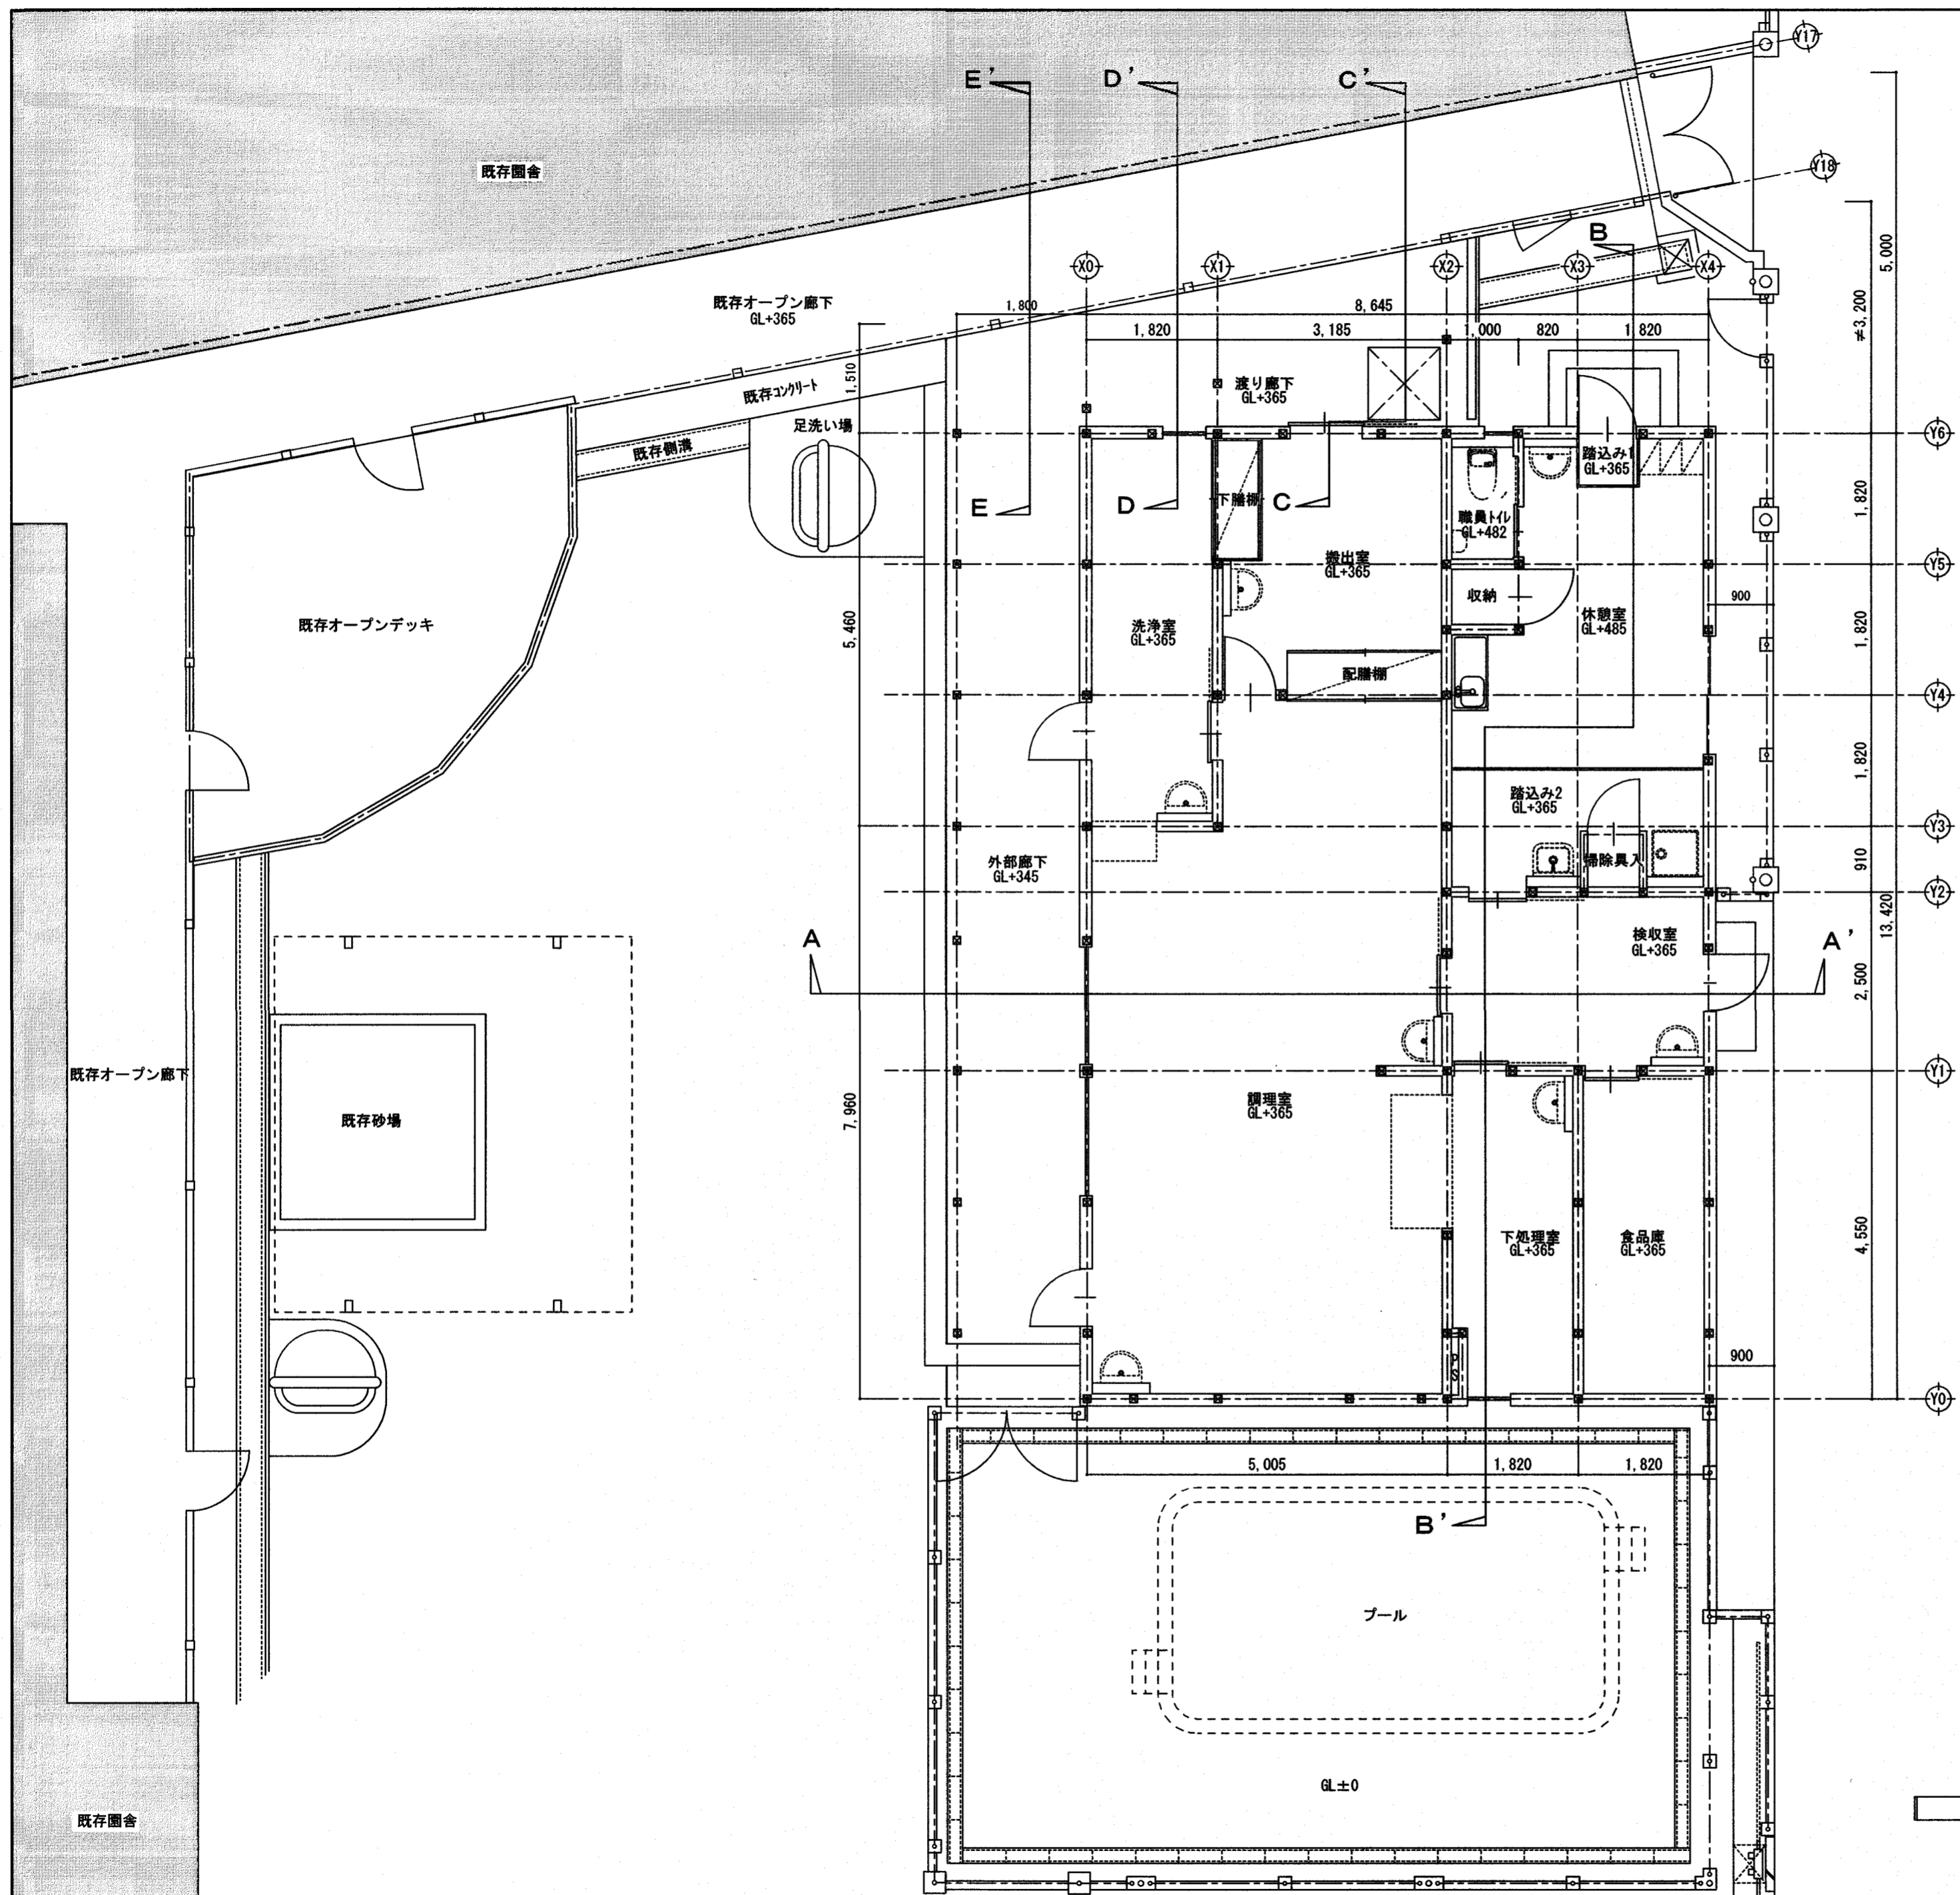 Y17
E' D' C'
既存園舎
Y18
B
X0 X1 X2 X3 X4
5,000
既存オープン廊下
GL+365
1,800 8,645
≠3,200
1,820 3,185 1,000 820 1,820
1,510
既存コンクリート
渡り廊下
GL+365
足洗い場
Y6
既存側溝
踏込み1
GL+365
E D 下膳棚 C
1,820
職員トイレ
GL+482
搬出室
GL+365
Y5
収納
900
既存オープンデッキ
5,460
洗浄室
GL+365
休憩室
GL+485
1,820
配膳棚
Y4
1,820
踏込み2
GL+365
Y3
外部廊下
GL+345
掃除具入
910
Y2
13,420
A
検収室
GL+365
A'
2,500
既存オープン廊下
Y1
7,960
調理室
GL+365
既存砂場
下処理室
GL+365
食品庫
GL+365
4,550
PS
900
Y0
5,005 1,820 1,820
B'
プール
GL±0
既存園舎